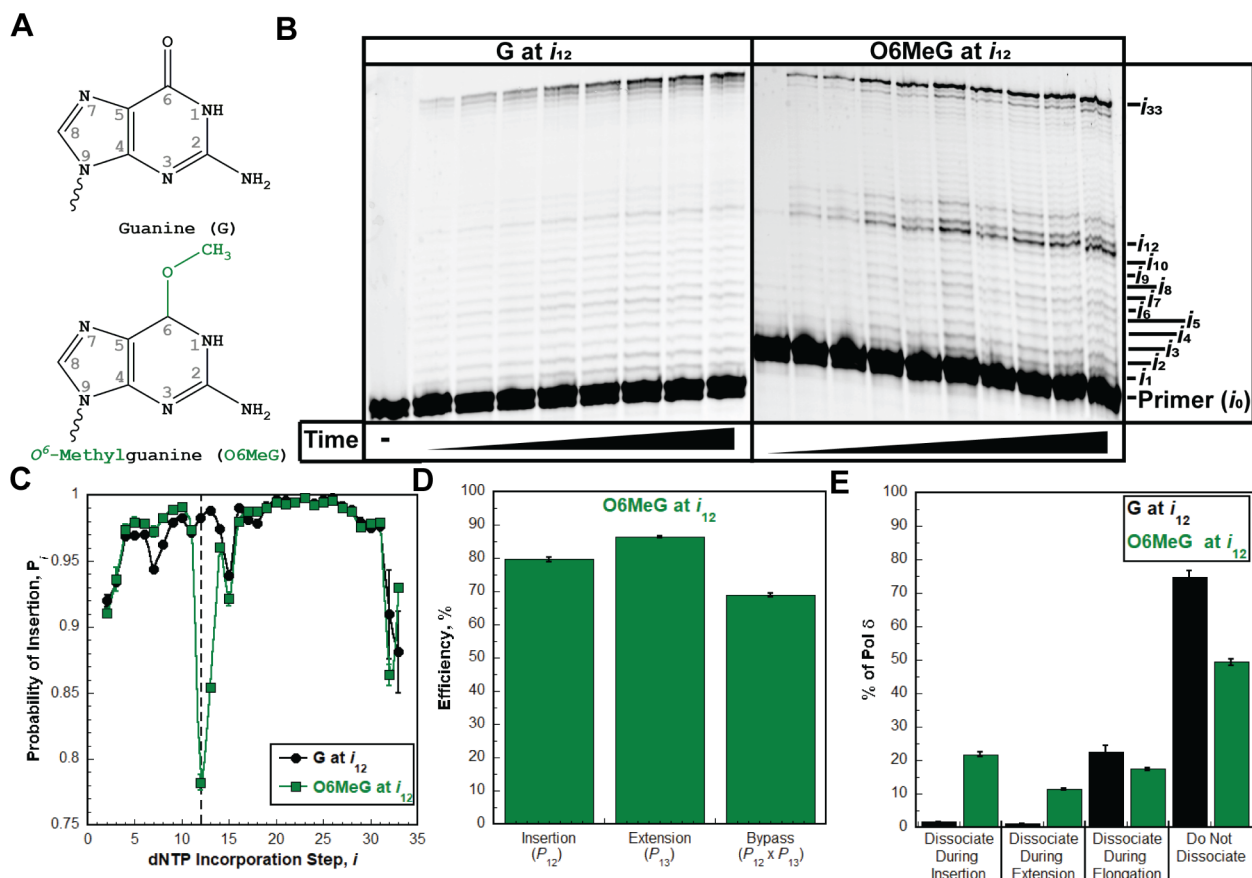 A
O
N
7
5
6
1
NH
8
9
N
4
3
N
2
NH₂
Guanine (G)
CH₃
O
N
7
5
6
1
NH
8
9
N
4
3
N
2
NH₂
O⁶-Methylguanine (O6MeG)
B
G at i₁₂
O6MeG at i₁₂
i₃₃
i₁₂
i₁₀
i₉
i₈
i₇
i₆
i₅
i₄
i₃
i₂
i₁
Primer (i₀)
Time
-
C
Probability of Insertion, Pᵢ
1
0.95
0.9
0.85
0.8
0.75
0
5
10
15
20
25
30
35
dNTP Incorporation Step, i
G at i₁₂
O6MeG at i₁₂
D
O6MeG at i₁₂
Efficiency, %
100
90
80
70
60
50
40
30
20
10
0
Insertion
(P₁₂)
Extension
(P₁₃)
Bypass
(P₁₂ x P₁₃)
E
G at i₁₂
O6MeG at i₁₂
% of Pol δ
100
90
80
70
60
50
40
30
20
10
0
Dissociate
During
Insertion
Dissociate
During
Extension
Dissociate
During
Elongation
Do Not
Dissociate